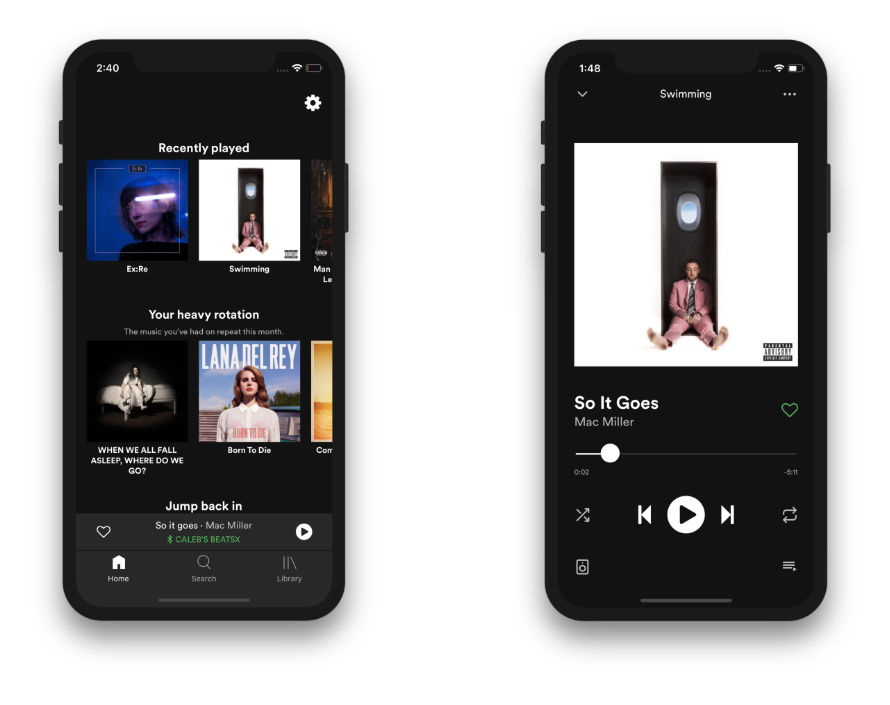 2:40
Recently played
Ex:Re
Ex:Re
Swimming
Man
Le
Your heavy rotation
The music you've had on repeat this month.
LANA DEL REY
BORN TO DIE
WHEN WE ALL FALL
ASLEEP, WHERE DO WE
GO?
Born To Die
Com
Jump back in
So it goes · Mac Miller
CALEB'S BEATSX
Home
Search
Library
1:48
Swimming
PARENTAL
ADVISORY
EXPLICIT CONTENT
So It Goes
Mac Miller
0:02
-5:11